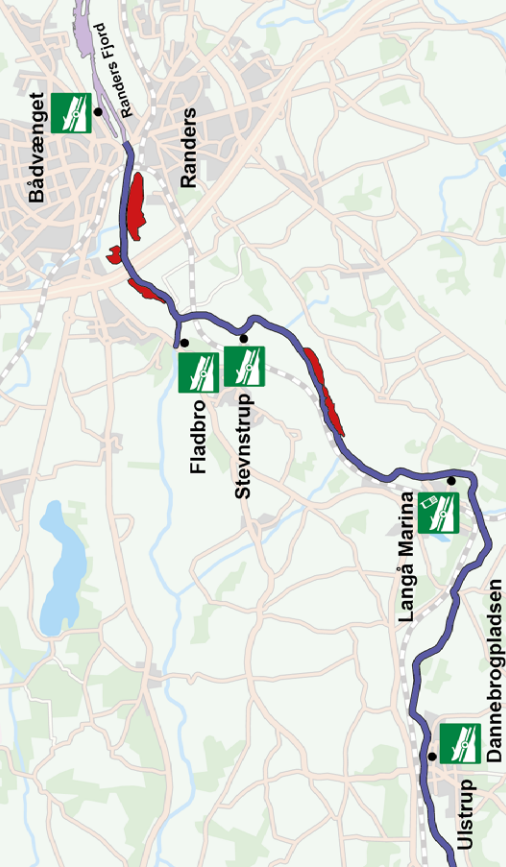 Bådvænget
Randers Fjord
Randers
Fladbro
Stevnstrup
Langå Marina
Dannebrogpladsen
Ulstrup